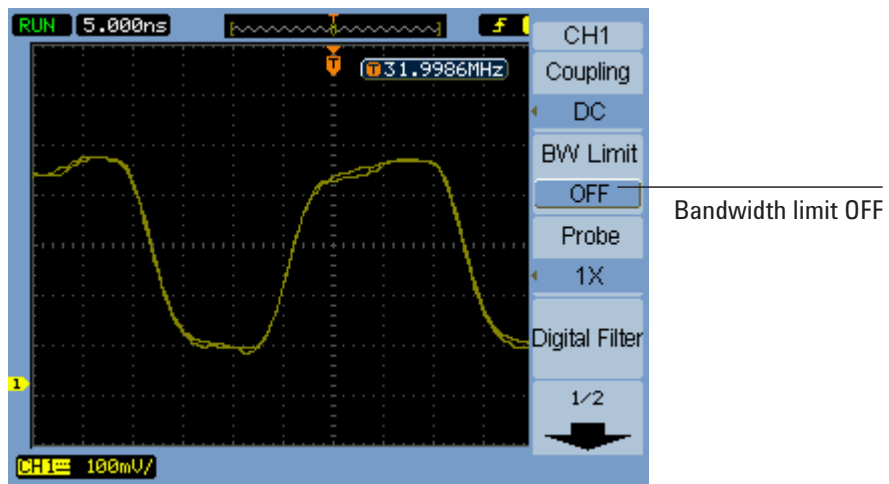 RUN 5.000ns
T
T
T 31.9986MHz
CH1
Coupling
DC
BW Limit
OFF
Bandwidth limit OFF
Probe
1X
Digital Filter
1
1/2
CH1 100mV/